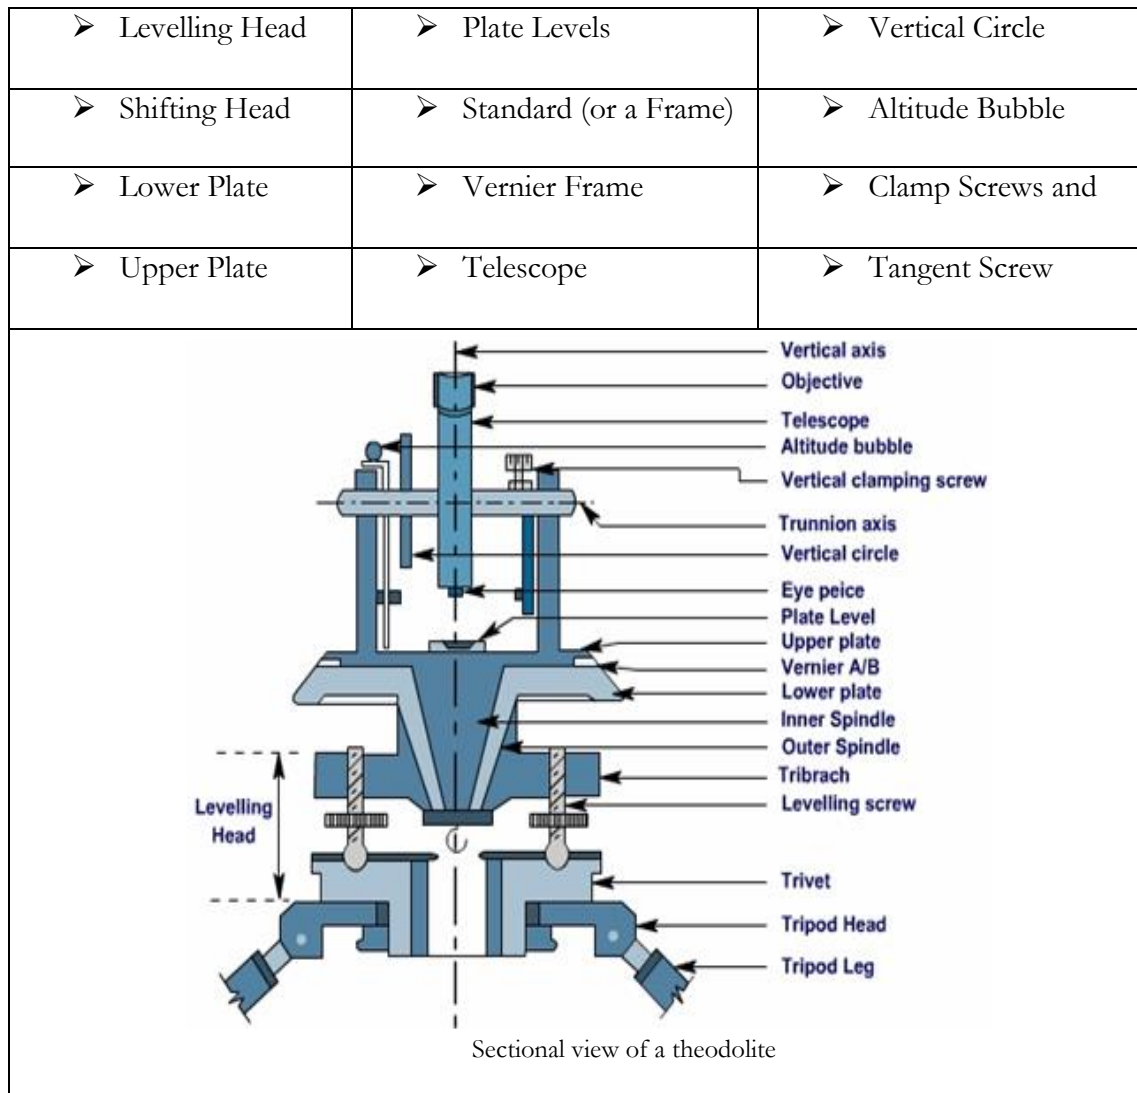 ➢ Levelling Head
➢ Plate Levels
➢ Vertical Circle
➢ Shifting Head
➢ Standard (or a Frame)
➢ Altitude Bubble
➢ Lower Plate
➢ Vernier Frame
➢ Clamp Screws and
➢ Upper Plate
➢ Telescope
➢ Tangent Screw
Vertical axis
Objective
Telescope
Altitude bubble
Vertical clamping screw
Trunnion axis
Vertical circle
Eye peice
Plate Level
Upper plate
Vernier A/B
Lower plate
Inner Spindle
Outer Spindle
Tribrach
Levelling screw
Levelling
Head
Trivet
Tripod Head
Tripod Leg
Sectional view of a theodolite